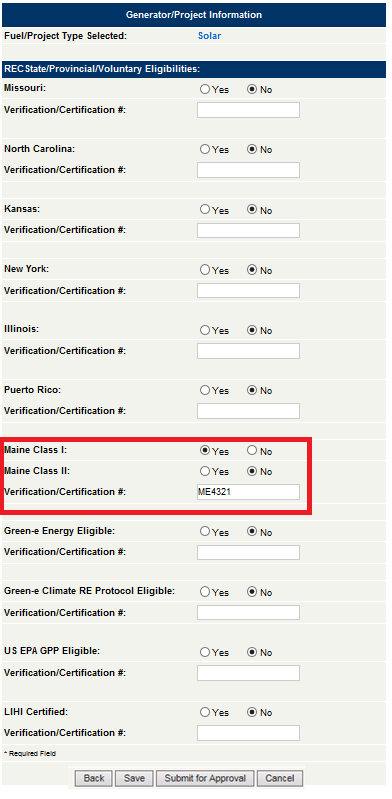 Generator/Project Information
Fuel/Project Type Selected: Solar
RECState/Provincial/Voluntary Eligibilities:
Missouri: Yes No
Verification/Certification #:
North Carolina: Yes No
Verification/Certification #:
Kansas: Yes No
Verification/Certification #:
New York: Yes No
Verification/Certification #:
Illinois: Yes No
Verification/Certification #:
Puerto Rico: Yes No
Verification/Certification #:
Maine Class I: Yes No
Maine Class II: Yes No
Verification/Certification #: ME4321
Green-e Energy Eligible: Yes No
Verification/Certification #:
Green-e Climate RE Protocol Eligible: Yes No
Verification/Certification #:
US EPA GPP Eligible: Yes No
Verification/Certification #:
LIHI Certified: Yes No
Verification/Certification #:
* Required Field
Back Save Submit for Approval Cancel